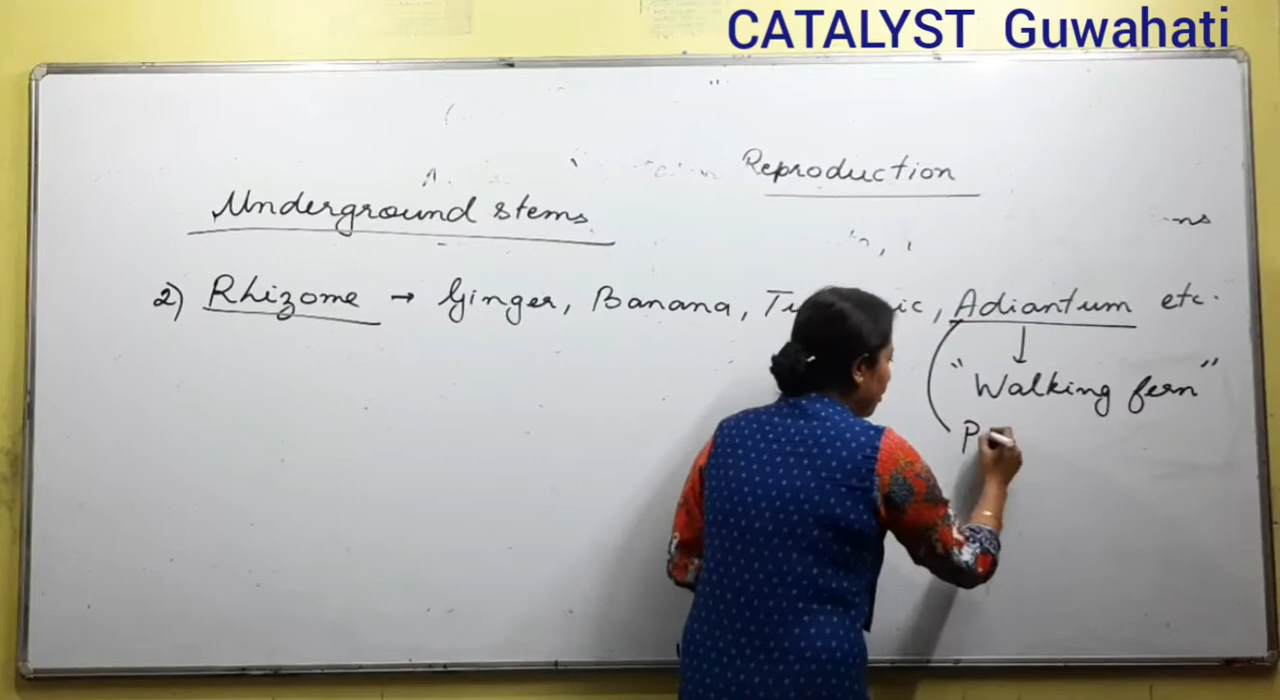 CATALYST Guwahati
Reproduction
Underground stems
2) Rhizome → Ginger, Banana, Adiantum etc.
"Walking fern"
P